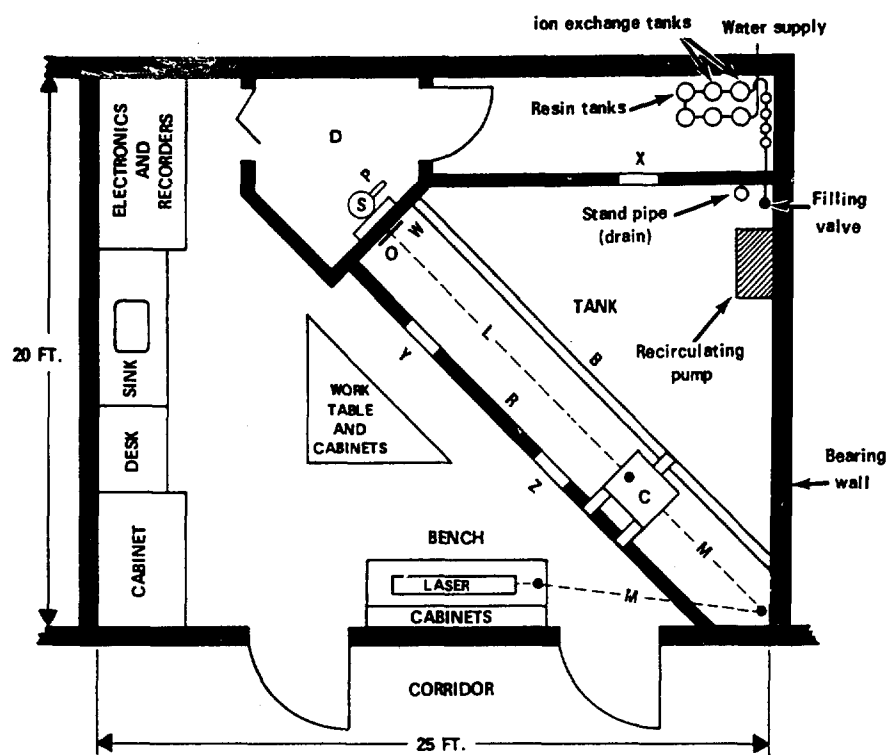 ion exchange tanks
Water supply
Resin tanks
ELECTRONICS
AND
RECORDERS
D
P
S
X
W
O
Stand pipe
(drain)
Filling
valve
TANK
L
B
20 FT.
SINK
Y
Recirculating
pump
WORK
TABLE
AND
CABINETS
R
DESK
Z
C
Bearing
wall
CABINET
BENCH
M
LASER
M
CABINETS
CORRIDOR
25 FT.